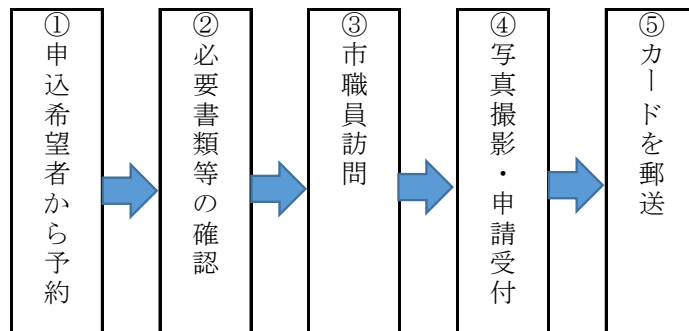 ①申込希望者から予約
②必要書類等の確認
③市職員訪問
④写真撮影・申請受付
⑤カードを郵送